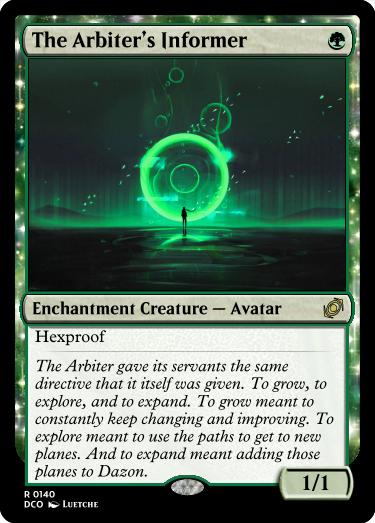 The Arbiter's Informer
Enchantment Creature — Avatar
Hexproof
The Arbiter gave its servants the same
directive that it itself was given. To grow, to
explore, and to expand. To grow meant to
constantly keep changing and improving. To
explore meant to use the paths to get to new
planes. And to expand meant adding those
planes to Dazon.
1/1
R 0140
DCO Luetche